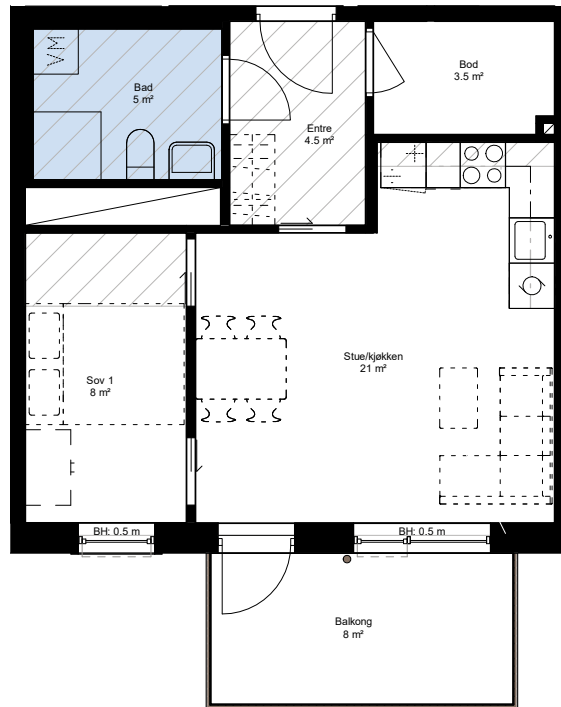 WM
Bad
5 m²
Bod
3.5 m²
Entre
4.5 m²
Stue/kjøkken
21 m²
Sov 1
8 m²
BH: 0.5 m
BH: 0.5 m
Balkong
8 m²